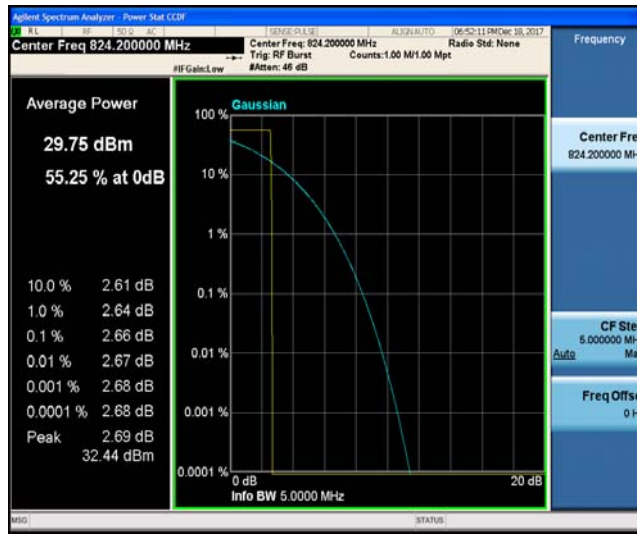 Agilent Spectrum Analyzer - Power Stat CCDF
RL RF 50 Ω AC SENSE:PULSE ALIGN AUTO 06:52:11 PM Dec 18, 2017
Center Freq 824.200000 MHz
Center Freq: 824.200000 MHz Radio Std: None
Trig: RF Burst Counts:1.00 M/1.00 Mpt
#IFGain:Low #Atten: 46 dB
Frequency
Average Power
29.75 dBm
55.25 % at 0dB
10.0 % 2.61 dB
1.0 % 2.64 dB
0.1 % 2.66 dB
0.01 % 2.67 dB
0.001 % 2.68 dB
0.0001 % 2.68 dB
Peak 2.69 dB
32.44 dBm
Gaussian
100 %
10 %
1 %
0.1 %
0.01 %
0.001 %
0.0001 %
0 dB 20 dB
Info BW 5.0000 MHz
Center Fre
824.200000 MH
CF Ste
5.000000 MH
Auto Ma
Freq Offs
0 H
MSG STATUS